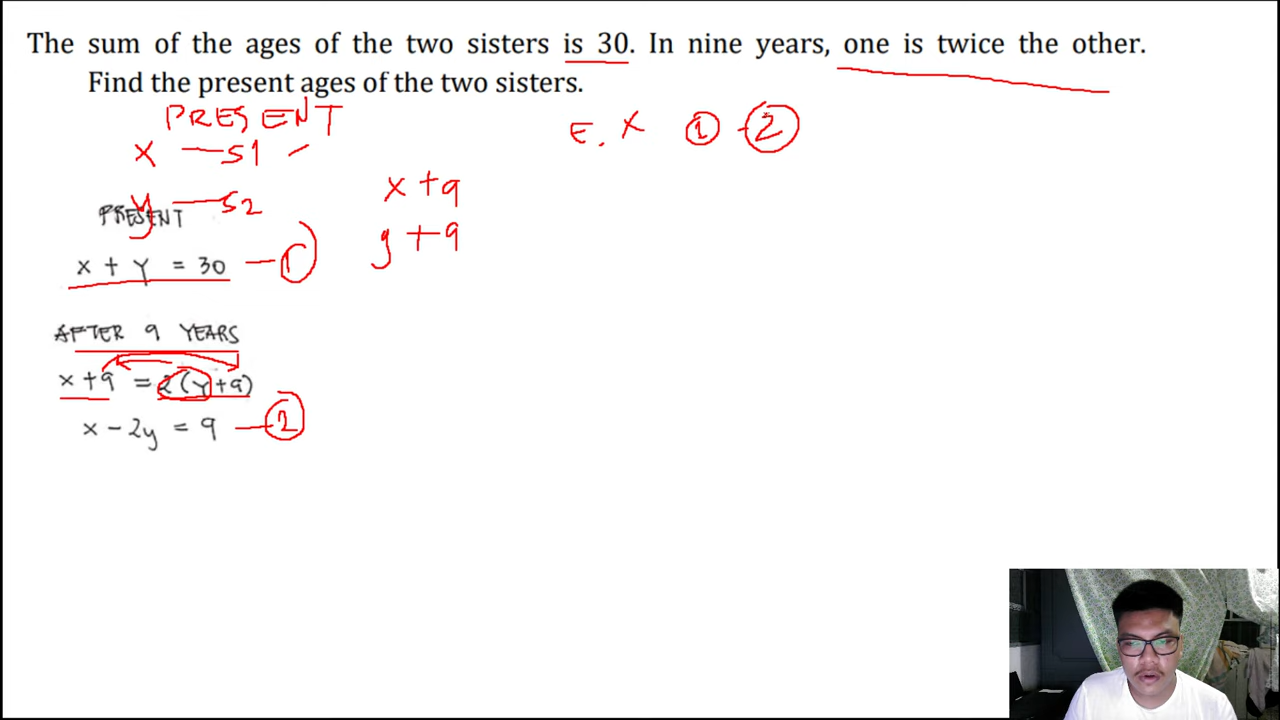 The sum of the ages of the two sisters is 30. In nine years, one is twice the other.
Find the present ages of the two sisters.
PRESENT
x — S1
y — S2
E. x ① - ②
x + 9
y + 9
PRESENT
x + y = 30 — ①
AFTER 9 YEARS
x + 9 = 2(y+9)
x - 2y = 9 — ②